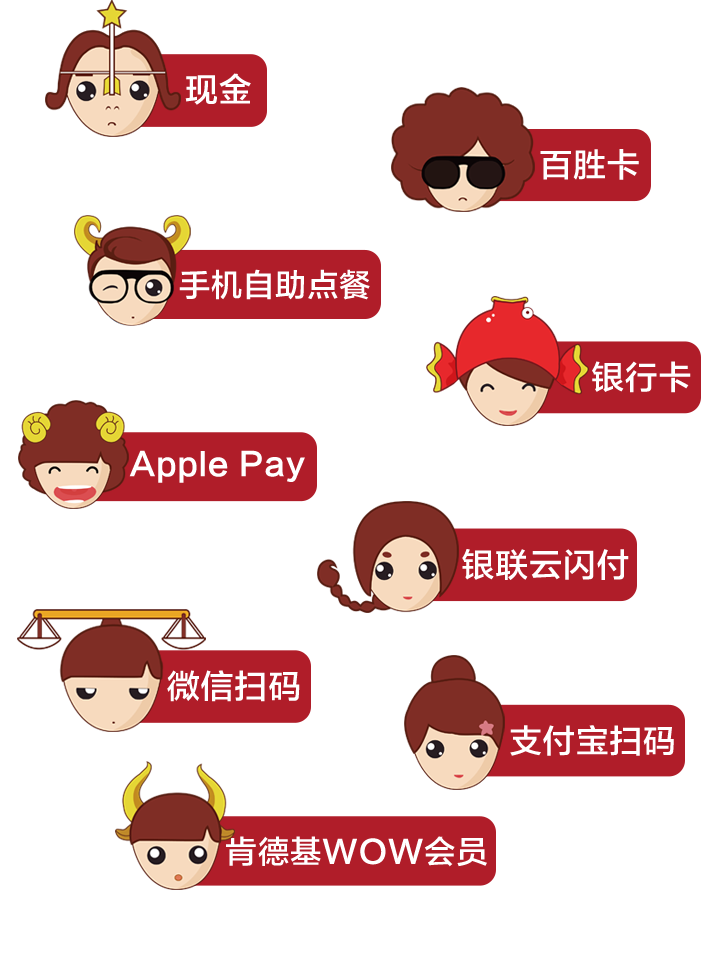 现金
百胜卡
手机自助点餐
银行卡
Apple Pay
银联云闪付
微信扫码
支付宝扫码
肯德基WOW会员